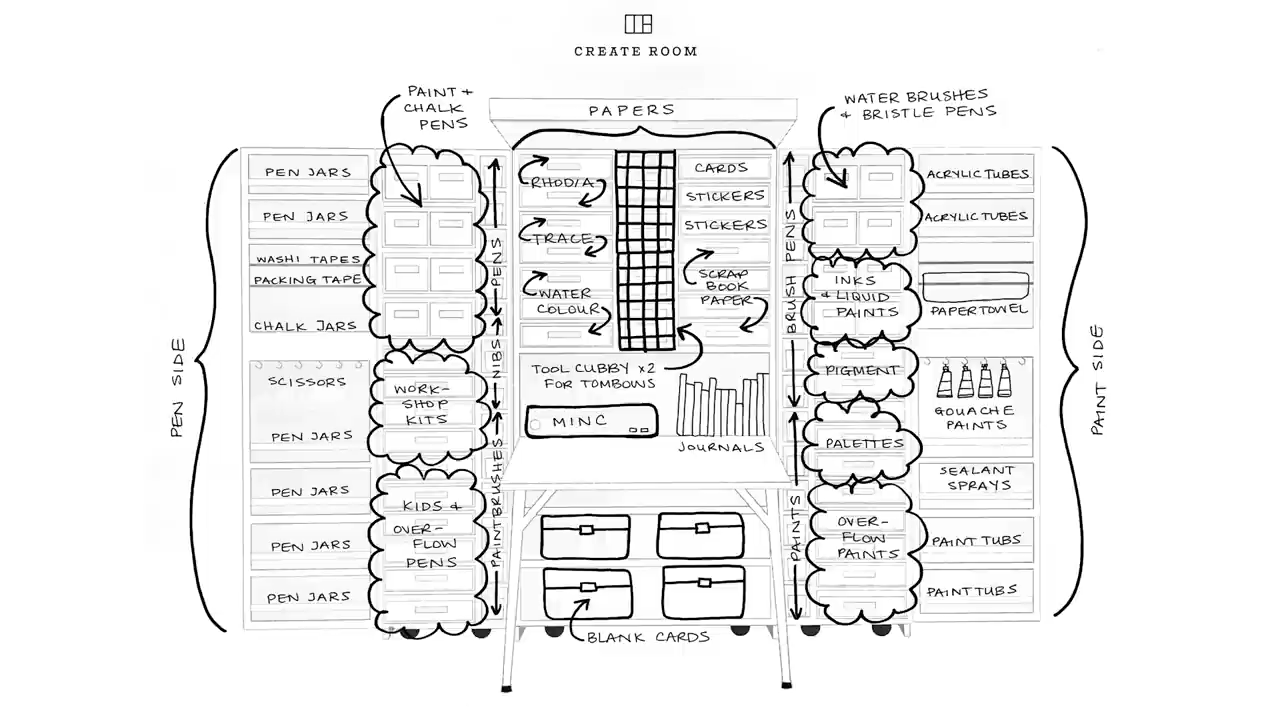 CREATE ROOM
PAINT +
CHALK
PENS
WATER BRUSHES
& BRISTLE PENS
PAPERS
PEN SIDE
PEN JARS
PEN JARS
WASHI TAPES
PACKING TAPE
CHALK JARS
SCISSORS
PEN JARS
PEN JARS
PEN JARS
PEN JARS
WORK-
SHOP
KITS
KIDS &
OVER-
FLOW
PENS
PENS
NIBS
PAINTBRUSHES
RHODIA
TRACE
WATER
COLOUR
CARDS
STICKERS
STICKERS
SCRAP
BOOK
PAPER
TOOL CUBBY x2
FOR TOMBOWS
MINC
JOURNALS
BLANK CARDS
BRUSH PENS
PAINTS
INKS
& LIQUID
PAINTS
PIGMENT
PALETTES
OVER-
FLOW
PAINTS
ACRYLIC TUBES
ACRYLIC TUBES
PAPERTOWEL
GOUACHE
PAINTS
SEALANT
SPRAYS
PAINT TUBS
PAINT TUBS
PAINT SIDE